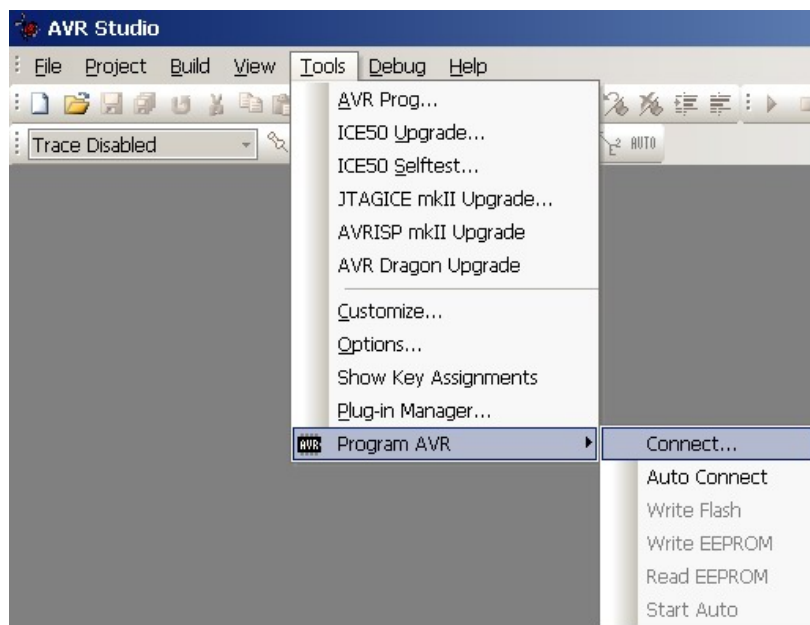 AVR Studio
File Project Build View Tools Debug Help
Trace Disabled
AUTO
AVR Prog...
ICE50 Upgrade...
ICE50 Selftest...
JTAGICE mkII Upgrade...
AVRISP mkII Upgrade
AVR Dragon Upgrade
Customize...
Options...
Show Key Assignments
Plug-in Manager...
AVR Program AVR
Connect...
Auto Connect
Write Flash
Write EEPROM
Read EEPROM
Start Auto